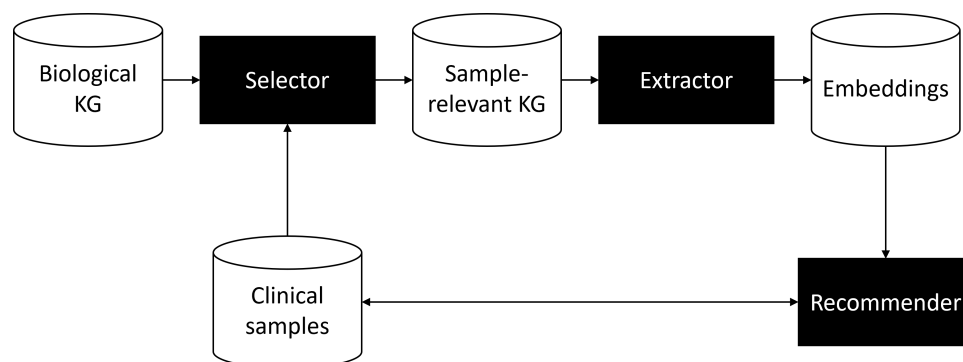 Biological
KG
Selector
Sample-
relevant KG
Extractor
Embeddings
Clinical
samples
Recommender